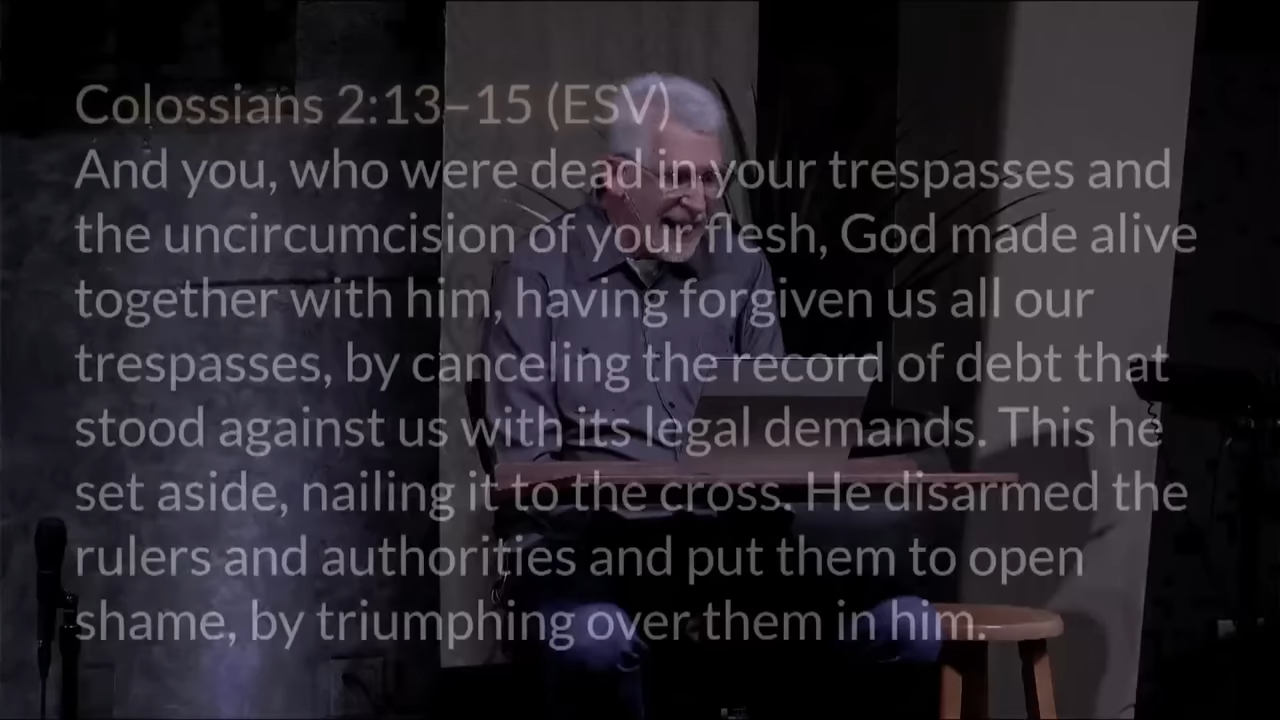 Colossians 2:13–15 (ESV)
And you, who were dead in your trespasses and
the uncircumcision of your flesh, God made alive
together with him, having forgiven us all our
trespasses, by canceling the record of debt that
stood against us with its legal demands. This he
set aside, nailing it to the cross. He disarmed the
rulers and authorities and put them to open
shame, by triumphing over them in him.